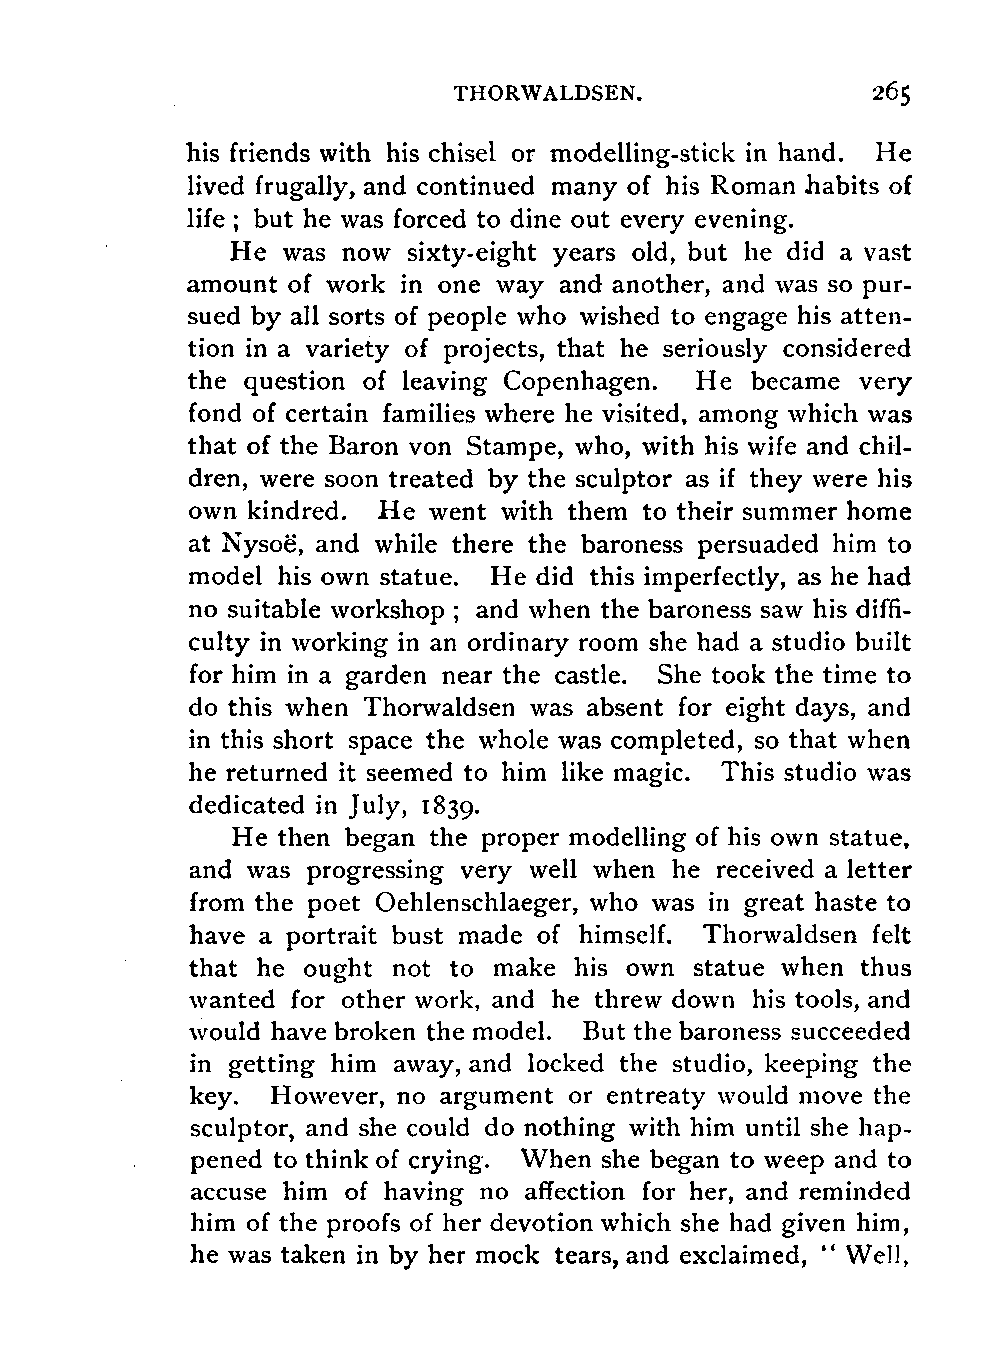 THORWALDSEN. 265
his friends with his chisel or modelling-stick in hand. He
lived frugally, and continued many of his Roman habits of
life ; but he was forced to dine out every evening.
He was now sixty-eight years old, but he did a vast
amount of work in one way and another, and was so pur-
sued by all sorts of people who wished to engage his atten-
tion in a variety of projects, that he seriously considered
the question of leaving Copenhagen. He became very
fond of certain families where he visited, among which was
that of the Baron von Stampe, who, with his wife and chil-
dren, were soon treated by the sculptor as if they were his
own kindred. He went with them to their summer home
at Nysoë, and while there the baroness persuaded him to
model his own statue. He did this imperfectly, as he had
no suitable workshop ; and when the baroness saw his diffi-
culty in working in an ordinary room she had a studio built
for him in a garden near the castle. She took the time to
do this when Thorwaldsen was absent for eight days, and
in this short space the whole was completed, so that when
he returned it seemed to him like magic. This studio was
dedicated in July, 1839.
He then began the proper modelling of his own statue,
and was progressing very well when he received a letter
from the poet Oehlenschlaeger, who was in great haste to
have a portrait bust made of himself. Thorwaldsen felt
that he ought not to make his own statue when thus
wanted for other work, and he threw down his tools, and
would have broken the model. But the baroness succeeded
in getting him away, and locked the studio, keeping the
key. However, no argument or entreaty would move the
sculptor, and she could do nothing with him until she hap-
pened to think of crying. When she began to weep and to
accuse him of having no affection for her, and reminded
him of the proofs of her devotion which she had given him,
he was taken in by her mock tears, and exclaimed, “ Well,